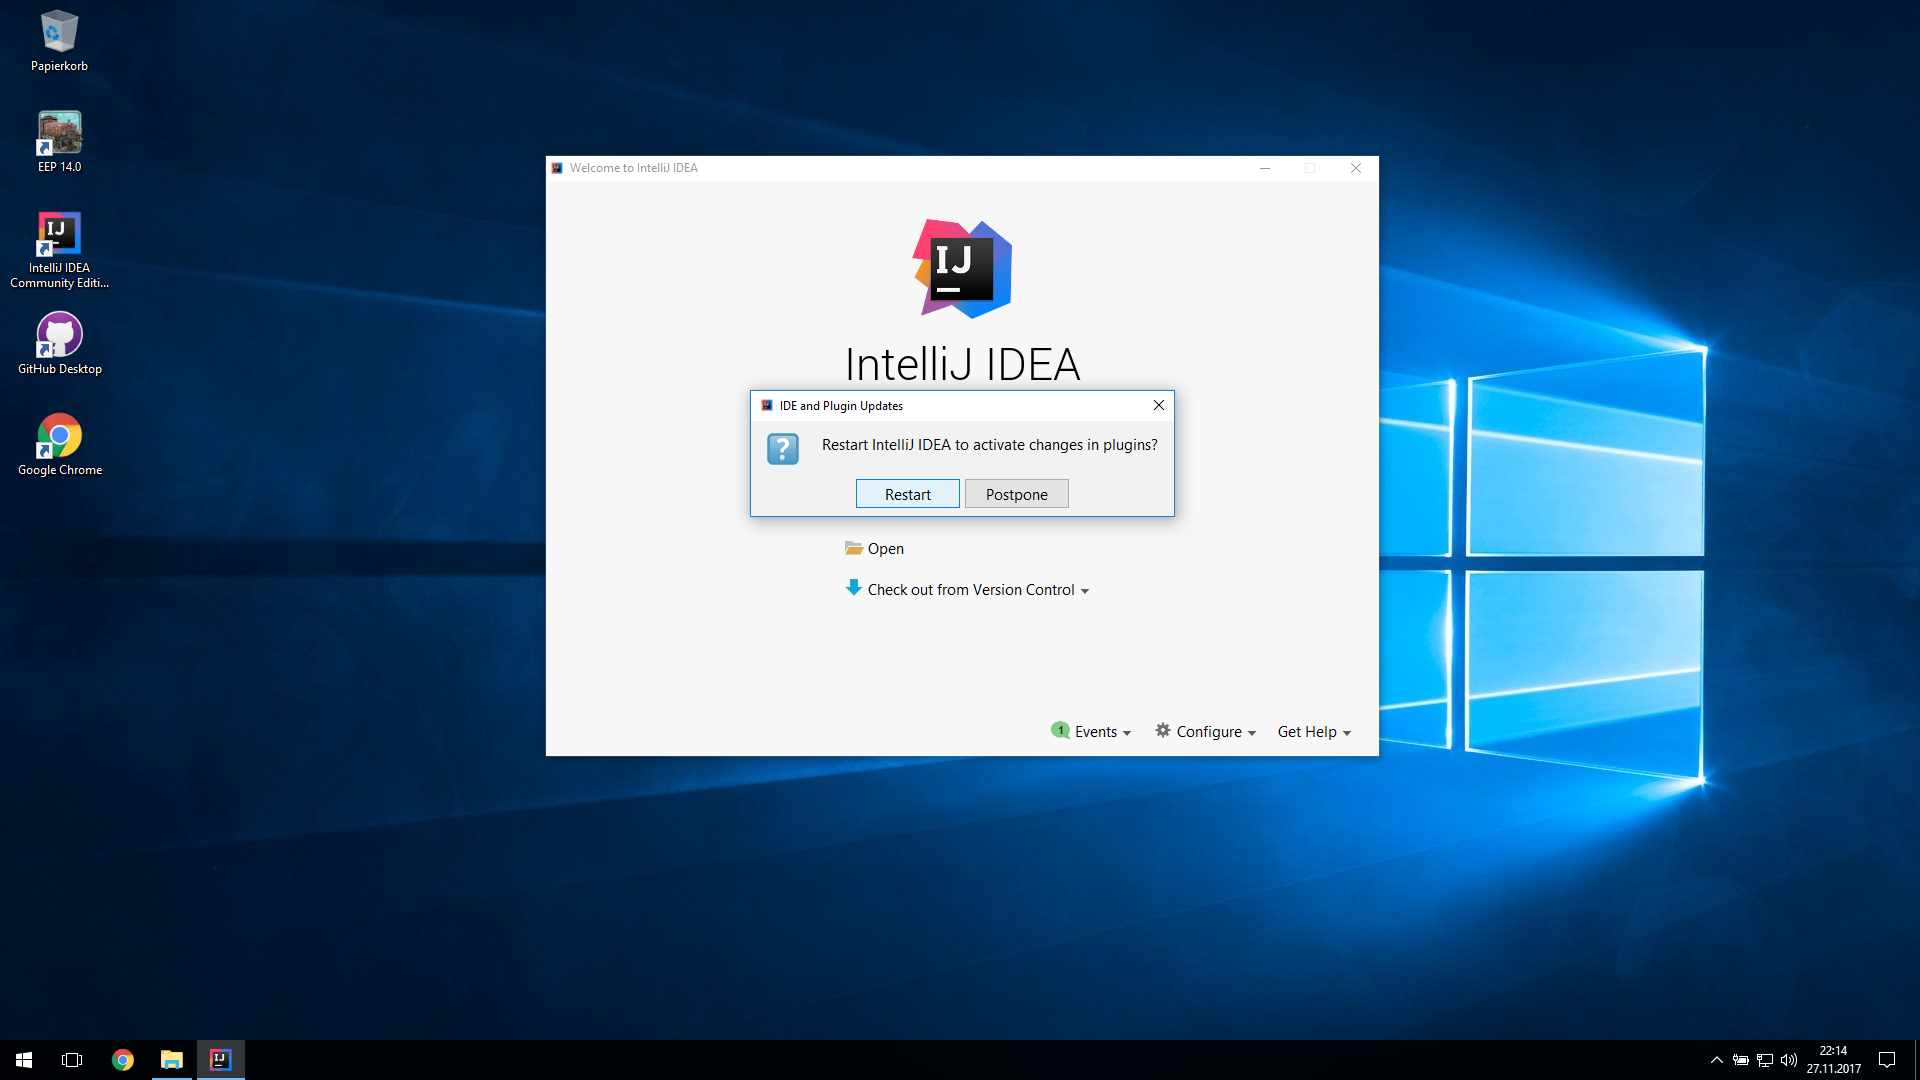 Papierkorb
EEP 14.0
IntelliJ IDEA
Community Editi...
GitHub Desktop
Google Chrome
Welcome to IntelliJ IDEA
IJ
IntelliJ IDEA
IDE and Plugin Updates
Restart IntelliJ IDEA to activate changes in plugins?
Restart
Postpone
Open
Check out from Version Control
1 Events
Configure
Get Help
22:14
27.11.2017